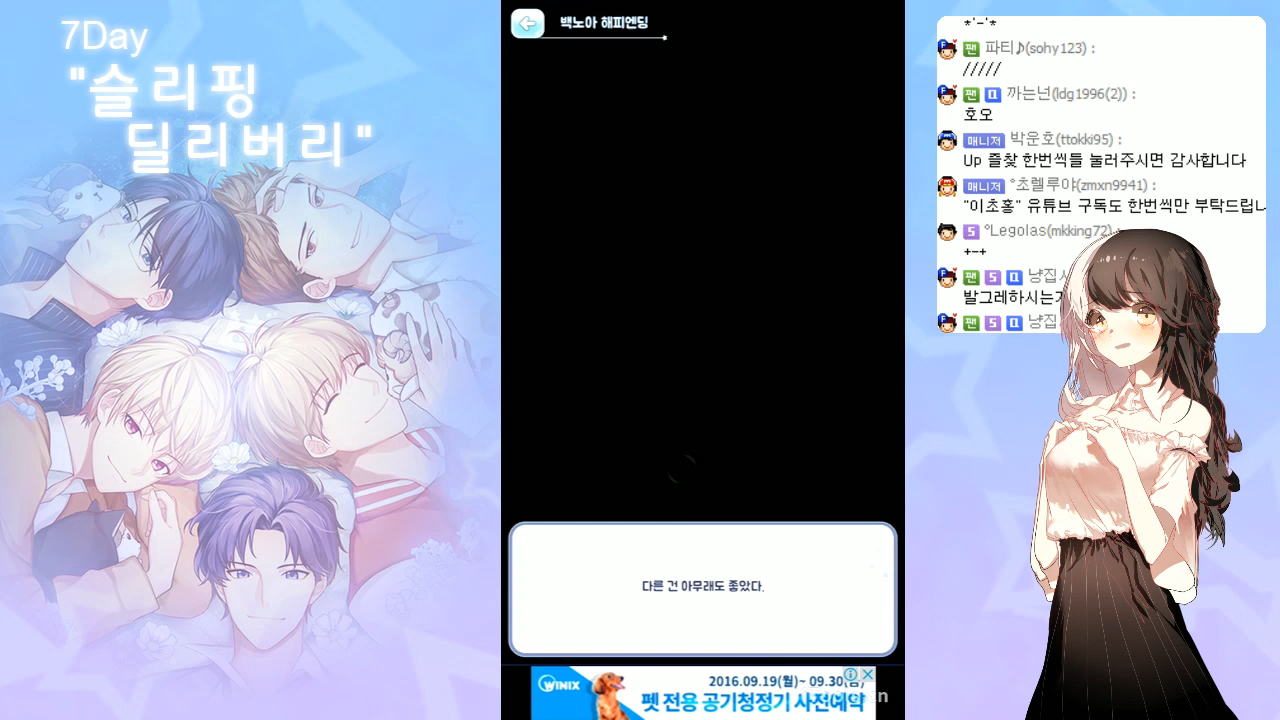 7Day
"슬리핑
딜리버리"
백노아 해피엔딩
다른 건 아무래도 좋았다.
WINIX
2016.09.19(월)~ 09.30(금)
펫 전용 공기청정기 사전예약
*'-'*
팬 파티♪(sohy123) :
/////
팬 까는넌(ldg1996(2)) :
호오
매니저 박운호(ttokki95) :
Up 즐찾 한번씩들 눌러주시면 감사합니다
매니저 °초렐루야(zmxn9941) :
"이초홍" 유튜브 구독도 한번씩만 부탁드립니
S °Legolas(mkking72)
+-+
팬 S 냥집
발그레하시는
팬 S 냥집